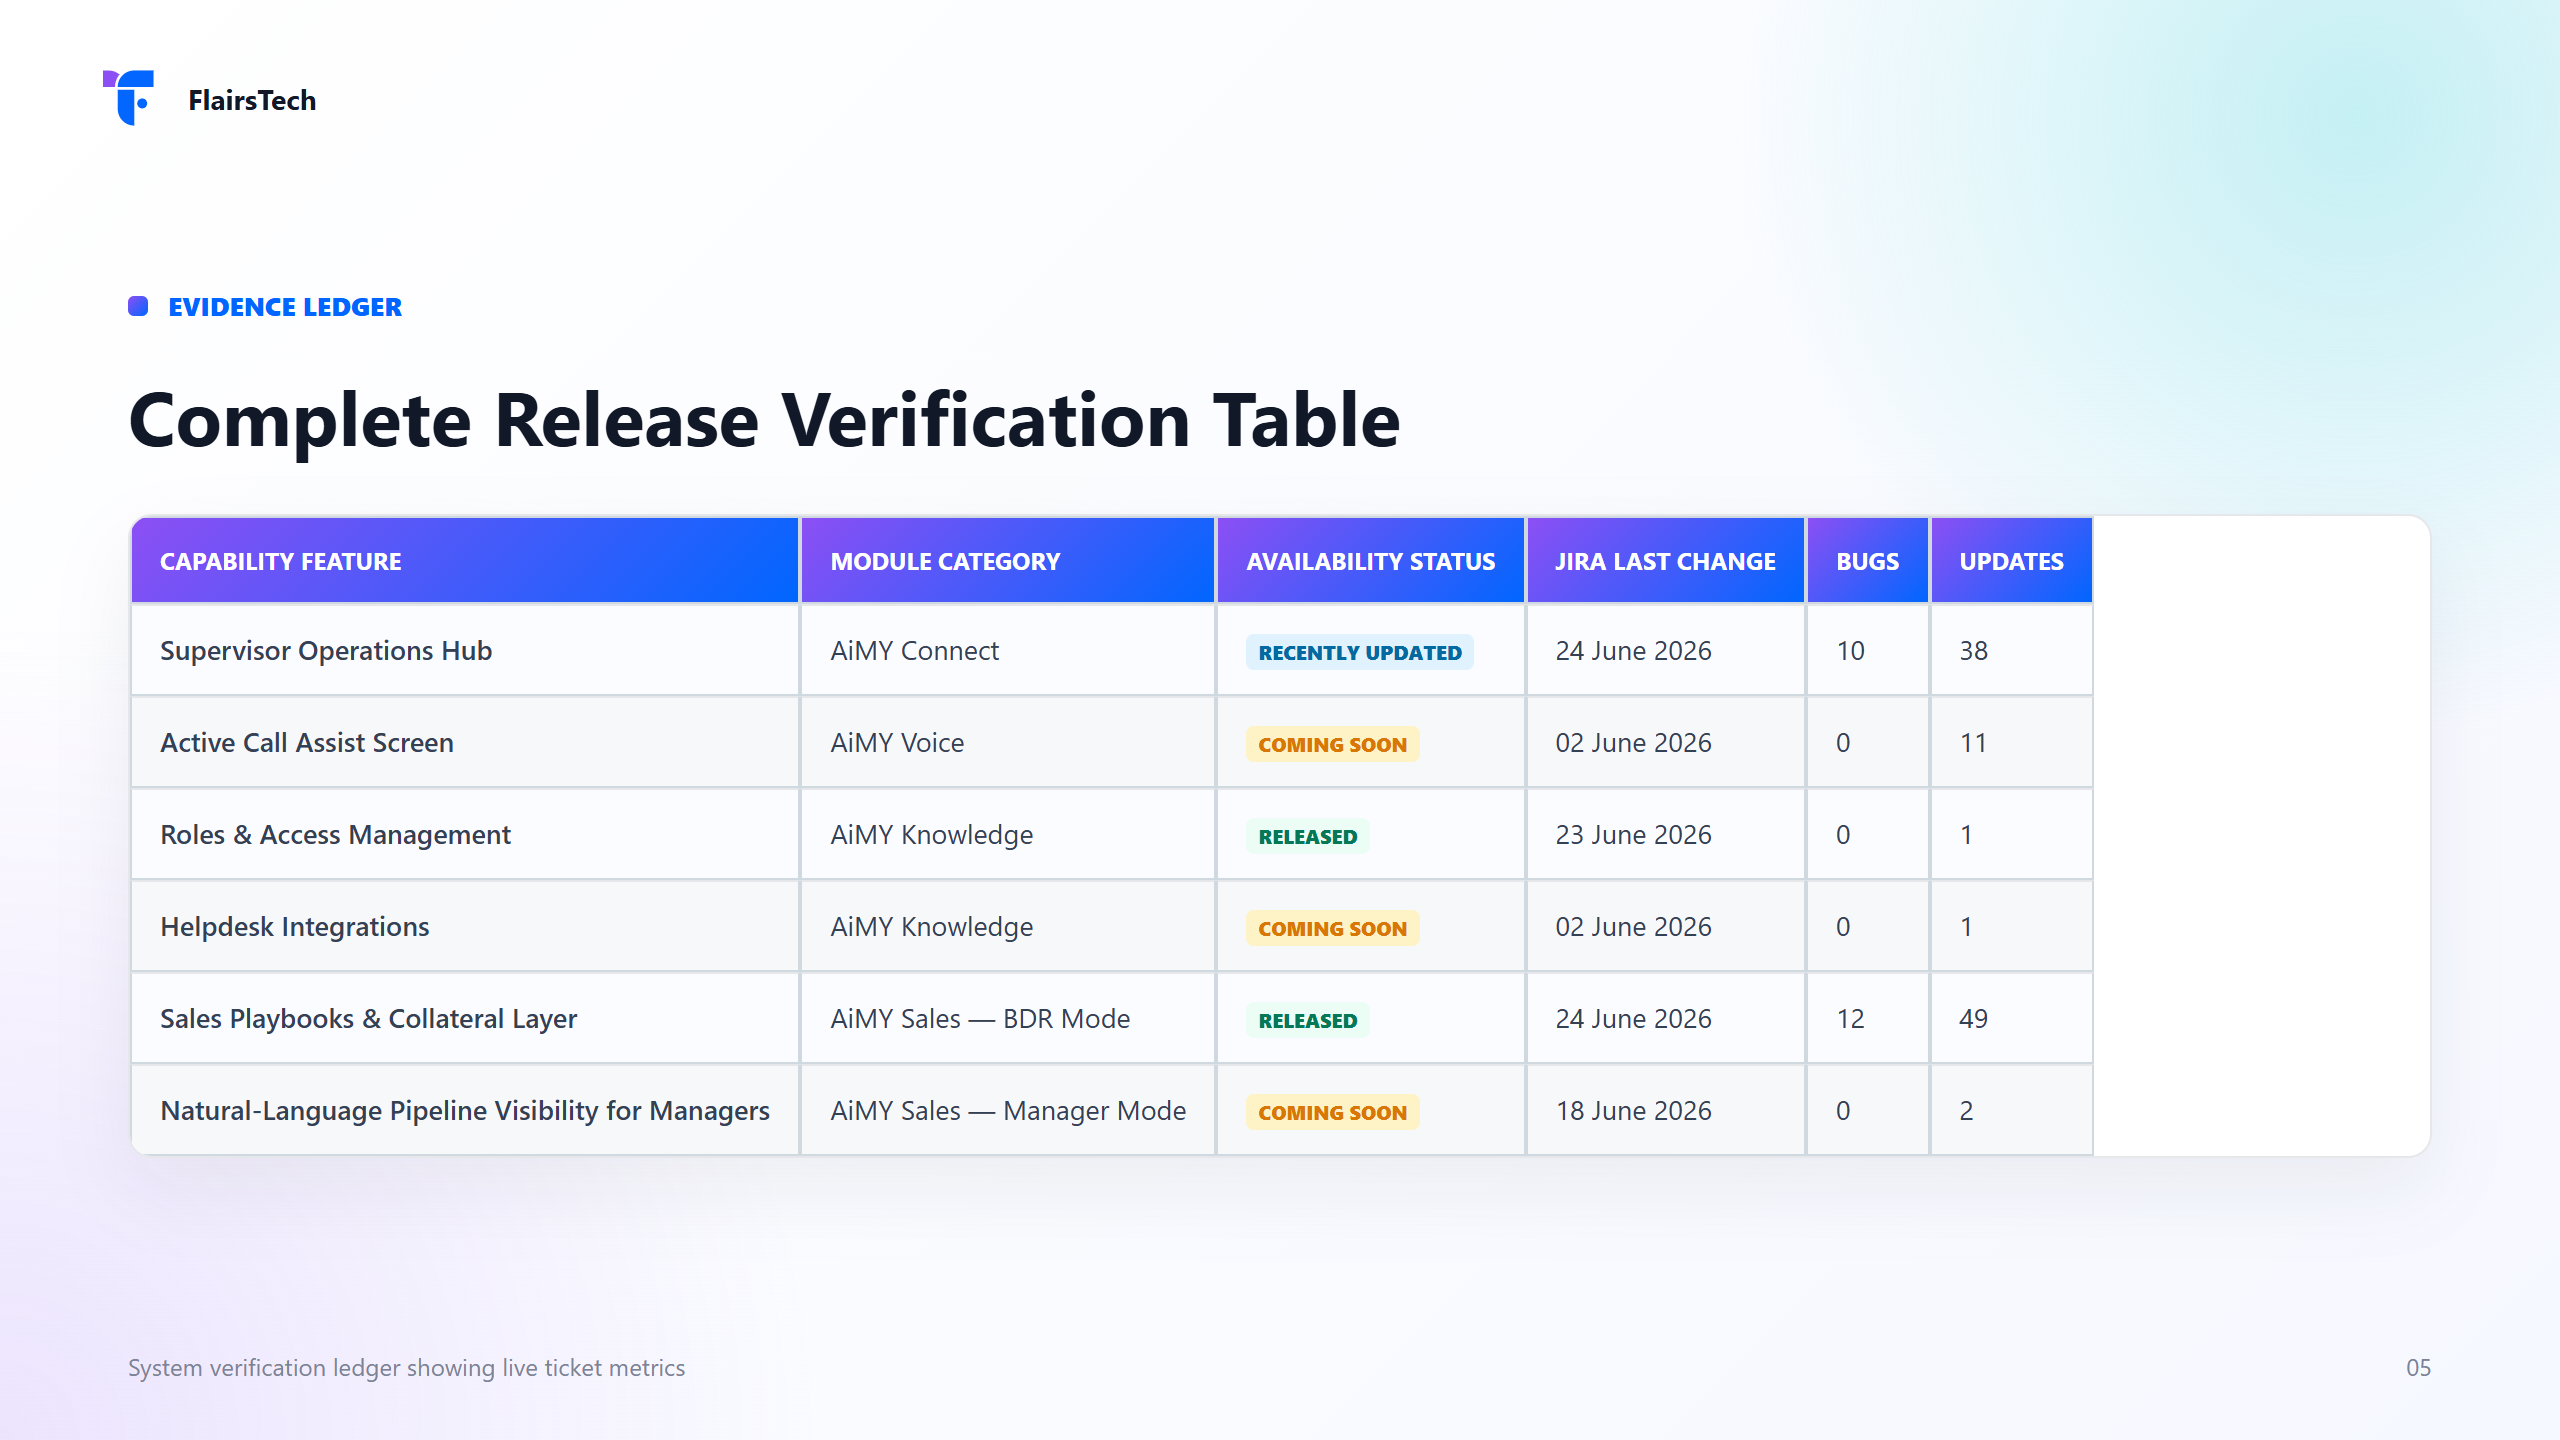 FlairsTech
EVIDENCE LEDGER
Complete Release Verification Table
CAPABILITY FEATURE MODULE CATEGORY AVAILABILITY STATUS JIRA LAST CHANGE BUGS UPDATES
Supervisor Operations Hub AiMY Connect RECENTLY UPDATED 24 June 2026 10 38
Active Call Assist Screen AiMY Voice COMING SOON 02 June 2026 0 11
Roles & Access Management AiMY Knowledge RELEASED 23 June 2026 0 1
Helpdesk Integrations AiMY Knowledge COMING SOON 02 June 2026 0 1
Sales Playbooks & Collateral Layer AiMY Sales — BDR Mode RELEASED 24 June 2026 12 49
Natural-Language Pipeline Visibility for Managers AiMY Sales — Manager Mode COMING SOON 18 June 2026 0 2
System verification ledger showing live ticket metrics 05